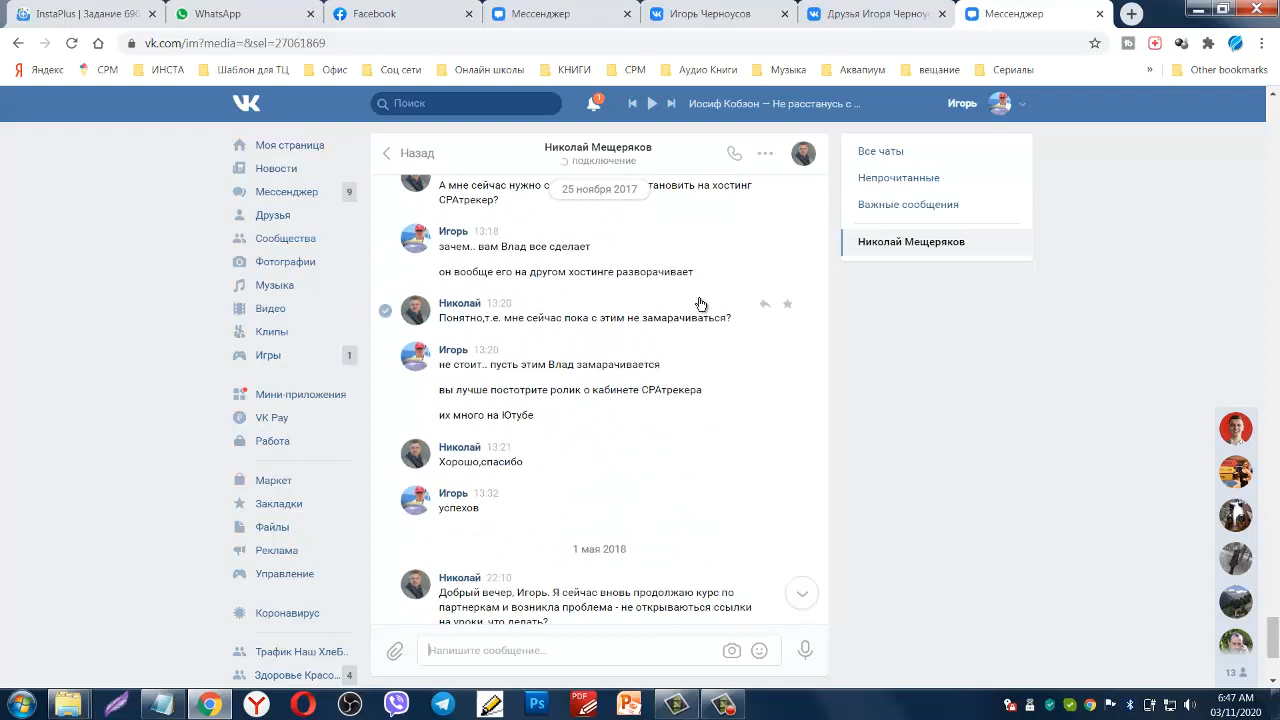 InstaPlus | Задание 696
WhatsApp
Facebook
Мессенджер
Игорь Черноусов
Друзья Игоря Черноу
Мессенджер
vk.com/im?media=&sel=27061869
Яндекс
СРМ
ИНСТА
Шаблон для ТЦ
Офис
Соц сети
Онлайн школы
КНИГИ
СРМ
Аудио Книги
Музыка
Аквапиум
вещание
Сериалы
»
Other bookmarks
Поиск
1
Иосиф Кобзон — Не расстанусь с ...
Игорь
Моя страница
Новости
Мессенджер 9
Друзья
Сообщества
Фотографии
Музыка
Видео
Клипы
Игры 1
Мини-приложения
VK Pay
Работа
Маркет
Закладки
Файлы
Реклама
Управление
Коронавирус
Трафик Наш ХлеБ..
Здоровье Красо... 4
Назад
Николай Мещеряков
подключение
25 ноября 2017
А мне сейчас нужно с тановить на хостинг
СРАтрекер?
Игорь 13:18
зачем.. вам Влад все сделает
он вообще его на другом хостинге разворачивает
Николай 13:20
Понятно,т.е. мне сейчас пока с этим не замарачиваться?
Игорь 13:20
не стоит.. пусть этим Влад замарачивается
вы лучше постотрите ролик о кабинете СРАтрекера
их много на Ютубе
Николай 13:21
Хорошо,спасибо
Игорь 13:32
успехов
1 мая 2018
Николай 22:10
Добрый вечер, Игорь. Я сейчас вновь продолжаю курс по
партнеркам и возникла проблема - не открываються ссылки
на уроки, что делать?
Напишите сообщение...
Все чаты
Непрочитанные
Важные сообщения
Николай Мещеряков
13
Ps
PDF
6:47 AM
03/11/2020